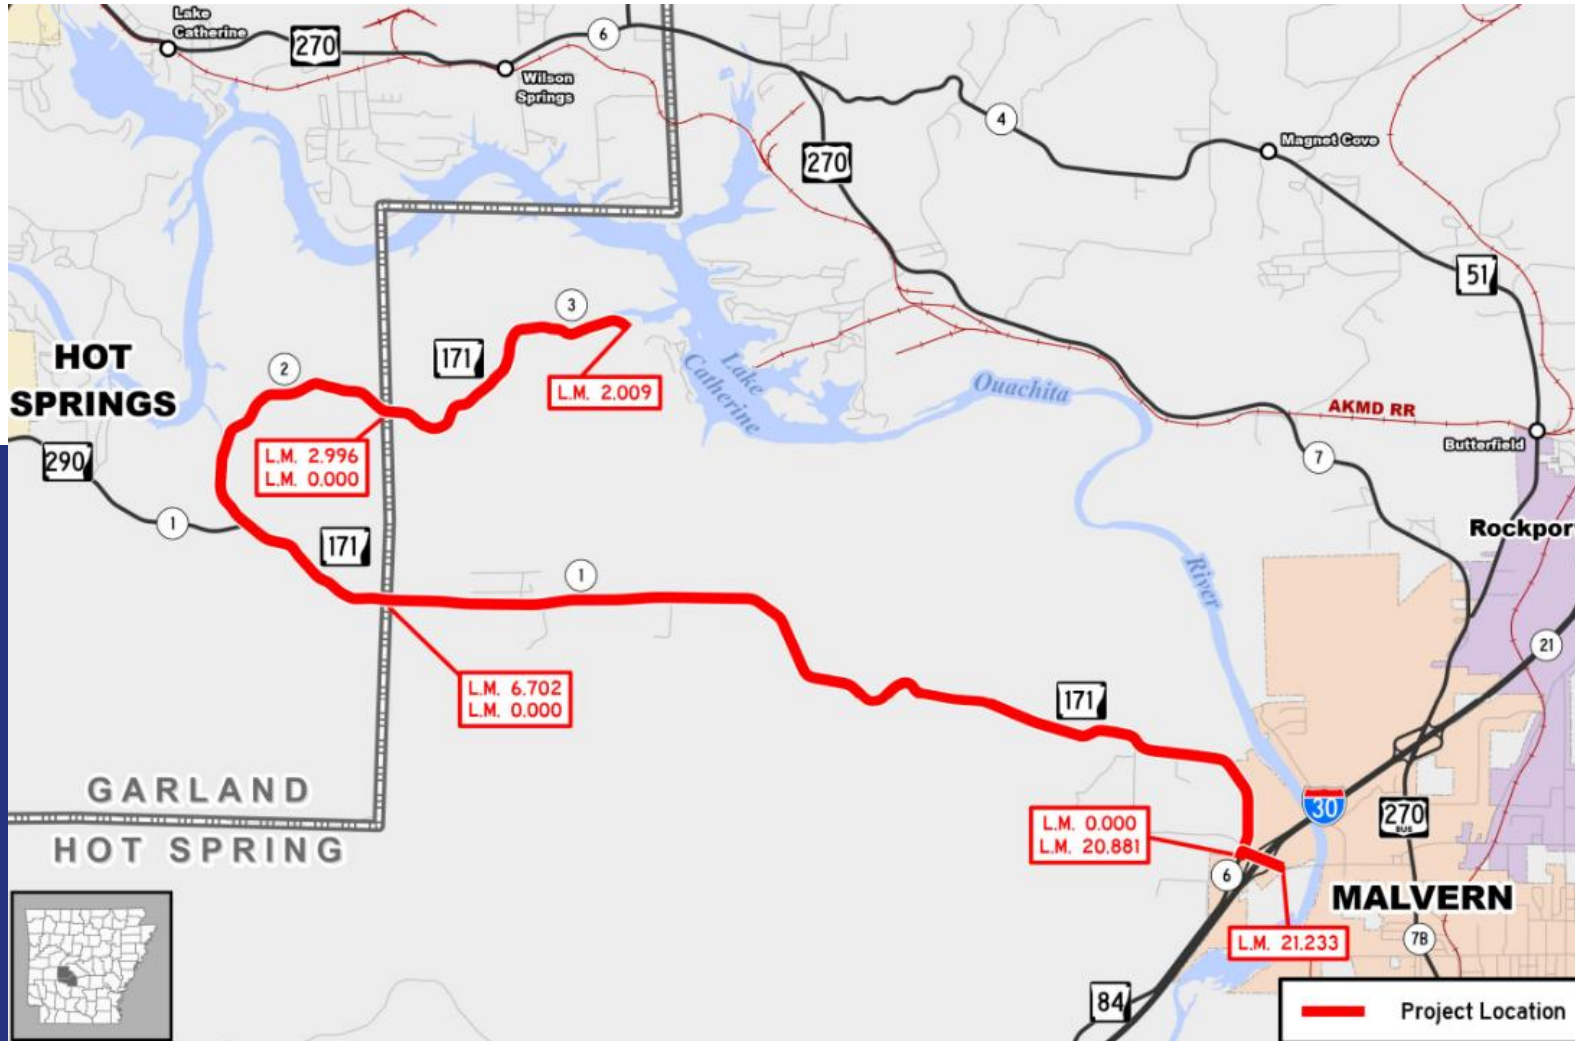 Lake
Catherine
270
6
Wilson
Springs
4
270
Magnet Cove
51
3
171
HOT
SPRINGS
2
L.M. 2.009
Lake
Catherine
Ouachita
AKMD RR
Butterfield
290
L.M. 2.996
L.M. 0.000
7
1
171
Rockpor
1
River
21
L.M. 6.702
L.M. 0.000
171
GARLAND
HOT SPRING
30
270
BUS
L.M. 0.000
L.M. 20.881
6
MALVERN
L.M. 21.233
7B
84
Project Location